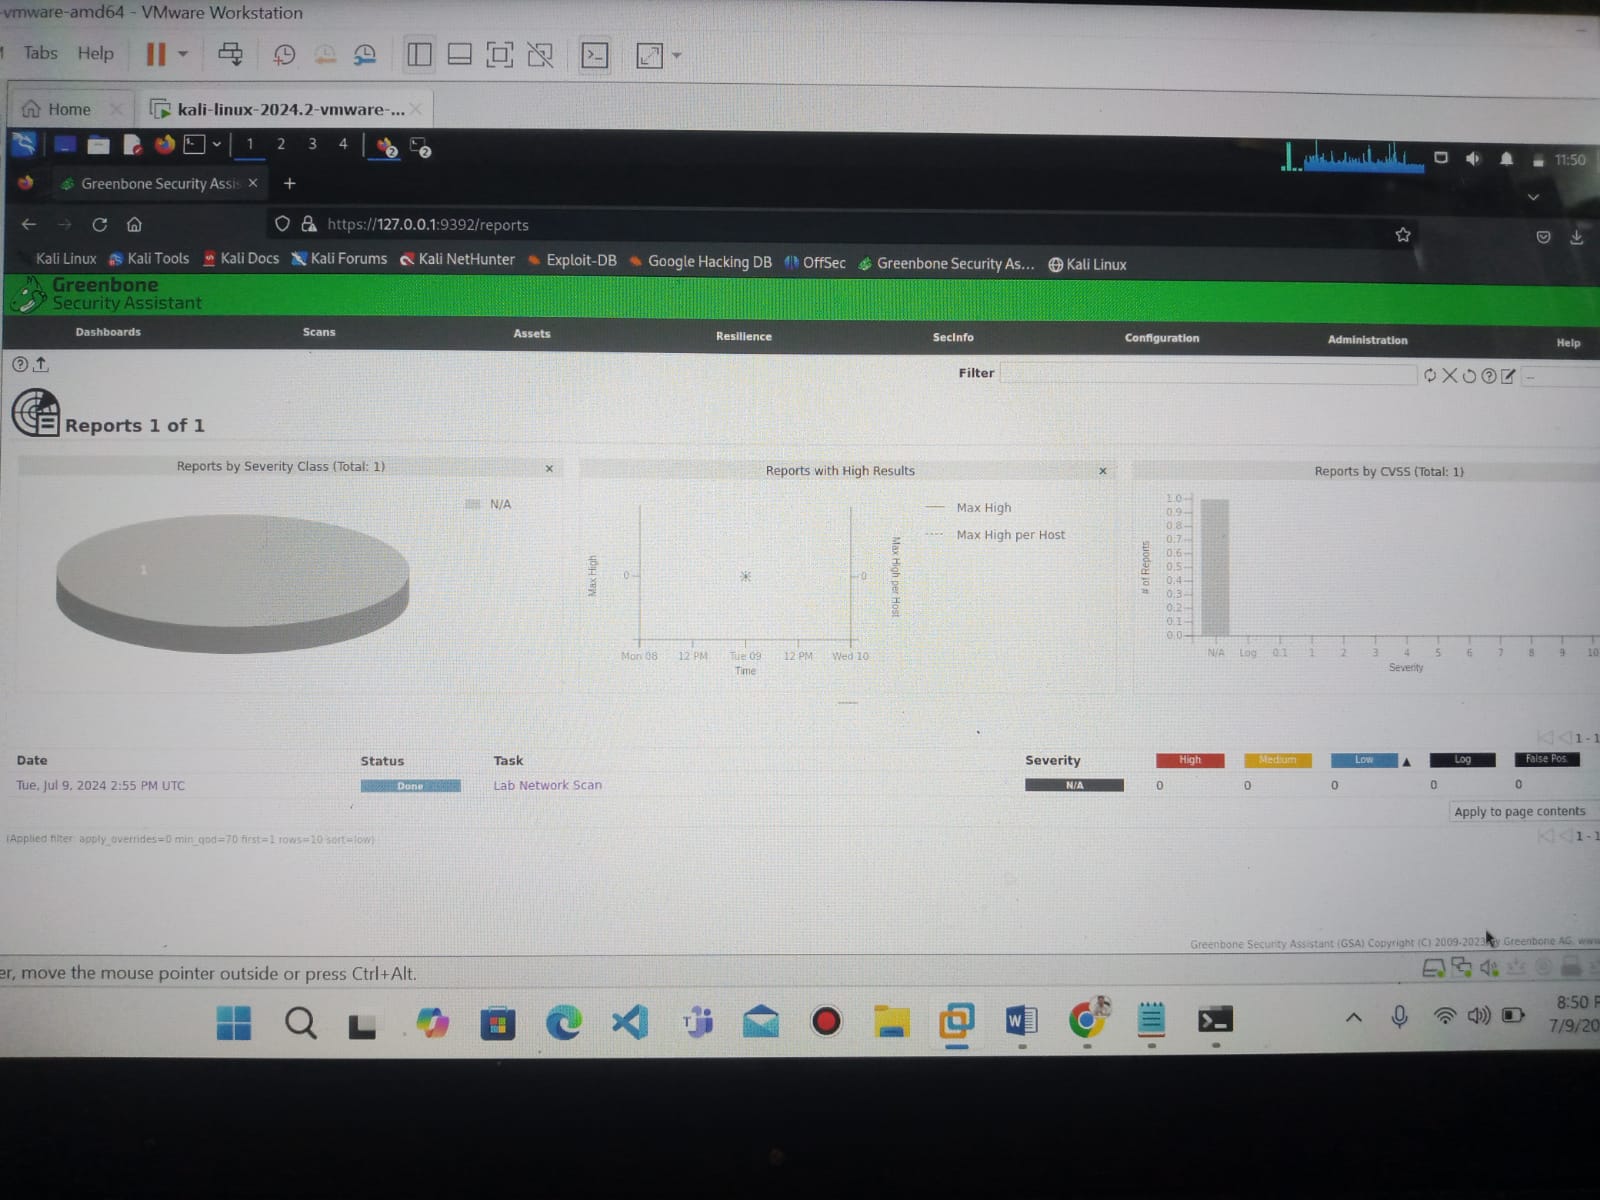 -vmware-amd64 - VMware Workstation
Tabs Help
Home kali-linux-2024.2-vmware-...
1 2 3 4 2 2 11:50
Greenbone Security Assis
https://127.0.0.1:9392/reports
Kali Linux Kali Tools Kali Docs Kali Forums Kali NetHunter Exploit-DB Google Hacking DB OffSec Greenbone Security As... Kali Linux
Greenbone
Security Assistant
Dashboards Scans Assets Resilience SecInfo Configuration Administration Help
Filter --
Reports 1 of 1
Reports by Severity Class (Total: 1)
N/A
1
Reports with High Results
Max High
Max High per Host
Max High
0
0
Max High per Host
Mon 08 12 PM Tue 09 12 PM Wed 10
Time
Reports by CVSS (Total: 1)
# of Reports
1.0
0.9
0.8
0.7
0.6
0.5
0.4
0.3
0.2
0.1
0.0
N/A Log 0.1 1 2 3 4 5 6 7 8 9 10
Severity
1 - 1
Date Status Task Severity High Medium Low Log False Pos.
Tue, Jul 9, 2024 2:55 PM UTC Done Lab Network Scan N/A 0 0 0 0 0
Apply to page contents
(Applied filter: apply_overrides=0 min_qod=70 first=1 rows=10 sort=low)
1 - 1
Greenbone Security Assistant (GSA) Copyright (C) 2009-2023 by Greenbone AG, www
er, move the mouse pointer outside or press Ctrl+Alt.
8:50 P
7/9/20